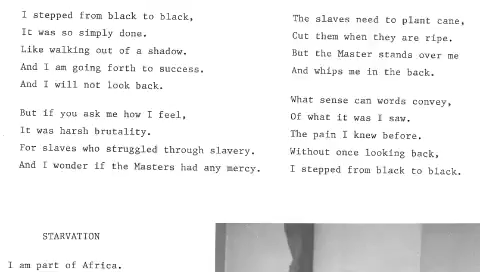 I stepped from black to black,
It was so simply done.
Like walking out of a shadow.
And I am going forth to success.
And I will not look back.
But if you ask me how I feel,
It was harsh brutality.
For slaves who struggled through slavery.
And I wonder if the Masters had any mercy.
The slaves need to plant cane,
Cut them when they are ripe.
But the Master stands over me
And whips me in the back.
What sense can words convey,
Of what it was I saw.
The pain I knew before.
Without once looking back,
I stepped from black to black.
STARVATION
I am part of Africa.